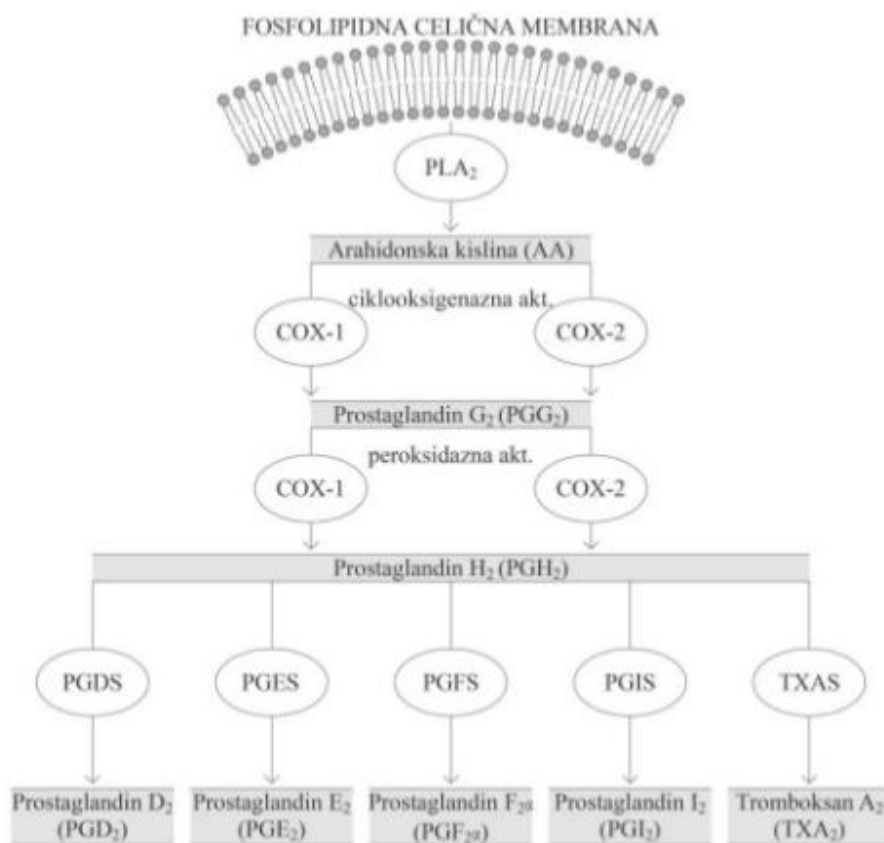 FOSFOLIPIDNA CELIČNA MEMBRANA
PLA₂
Arahidonska kislina (AA)
ciklooksigenazna akt.
COX-1 COX-2
Prostaglandin G₂ (PGG₂)
peroksidazna akt.
COX-1 COX-2
Prostaglandin H₂ (PGH₂)
PGDS PGES PGFS PGIS TXAS
Prostaglandin D₂ Prostaglandin E₂ Prostaglandin F₂α Prostaglandin I₂ Tromboksan A₂
(PGD₂) (PGE₂) (PGF₂α) (PGI₂) (TXA₂)